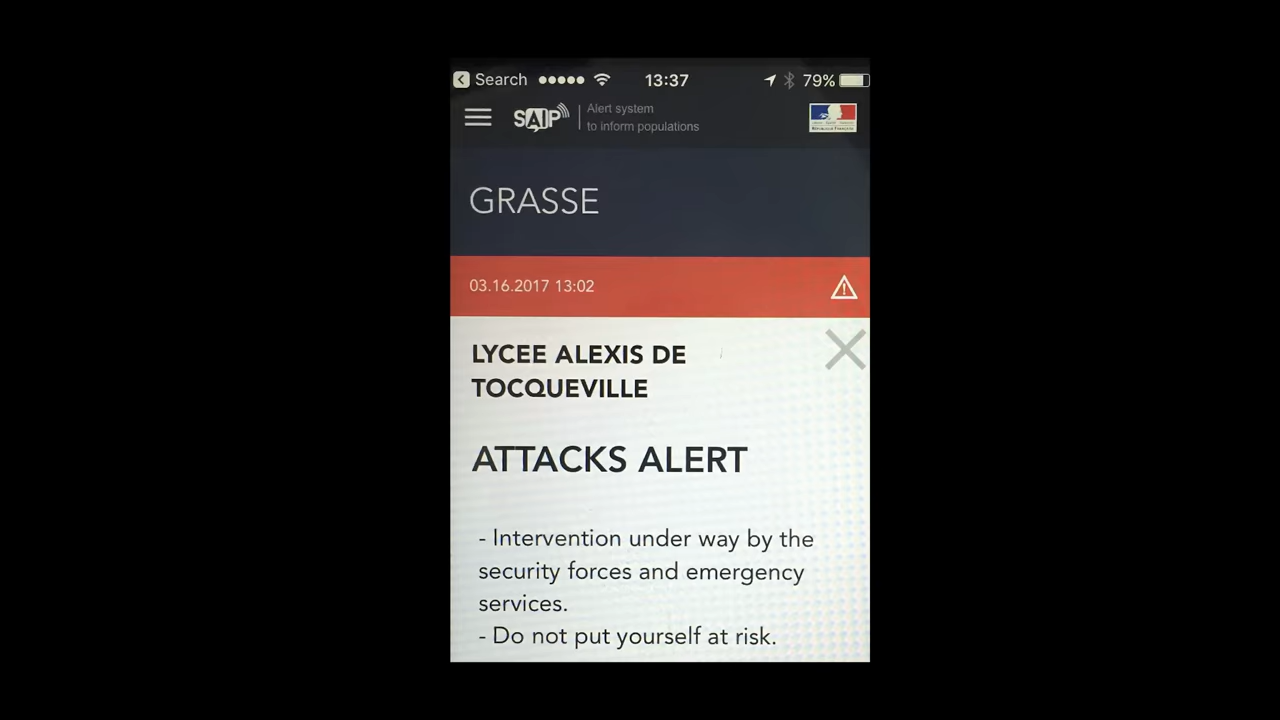 Search 13:37 79%
SAIP Alert system
to inform populations
RÉPUBLIQUE FRANÇAISE
GRASSE
03.16.2017 13:02
LYCEE ALEXIS DE
TOCQUEVILLE
ATTACKS ALERT
- Intervention under way by the
security forces and emergency
services.
- Do not put yourself at risk.